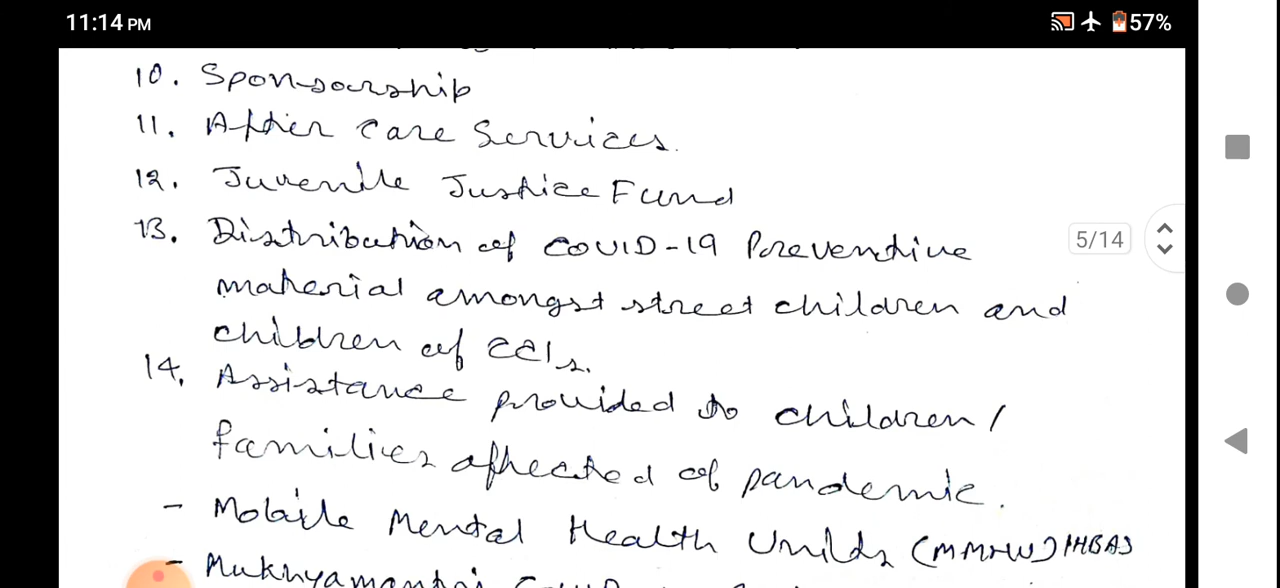 11:14 PM 57%
10. Sponsorship
11. After Care Services.
12. Juvenile Justice Fund
5/14
13. Distribution of COVID-19 Preventive
material amongst street children and
children of CCIs.
14. Assistance provided to children/
families affected of pandemic.
- Mobile Mental Health Units (MMHU) IHBAS
- Mukhyamantri